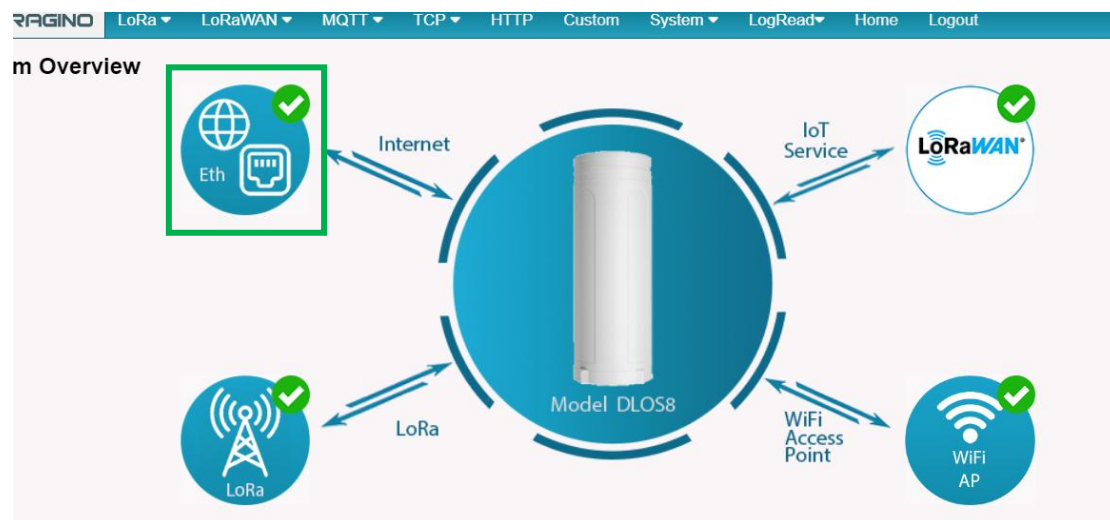 RAGINO LoRa LoRaWAN MQTT TCP HTTP Custom System LogRead Home Logout
m Overview
Eth
Internet
IoT
Service
LoRaWAN
Model DLOS8
LoRa
LoRa
WiFi
Access
Point
WiFi
AP